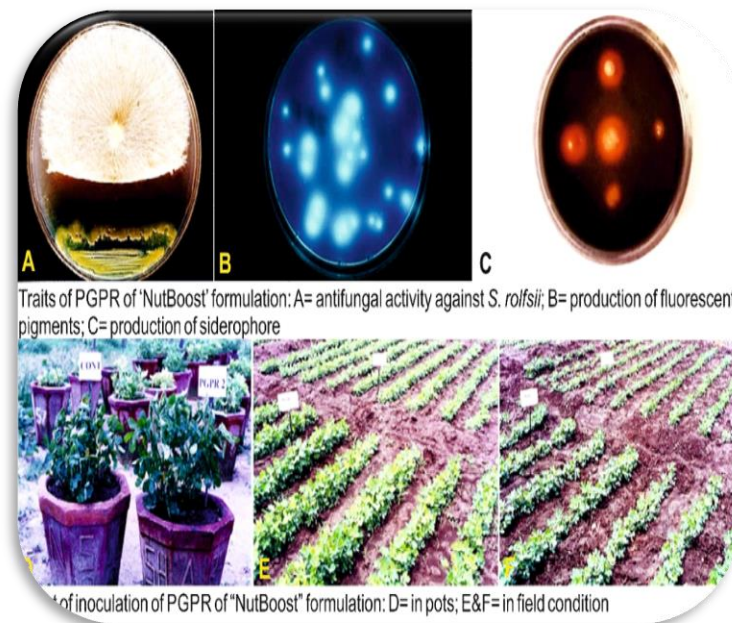 A
B
C
Traits of PGPR of 'NutBoost' formulation: A= antifungal activity against S. rolfsii; B= production of fluorescent
pigments; C= production of siderophore
CONT
PGPR 2
E
F
of inoculation of PGPR of "NutBoost" formulation: D= in pots; E&F= in field condition